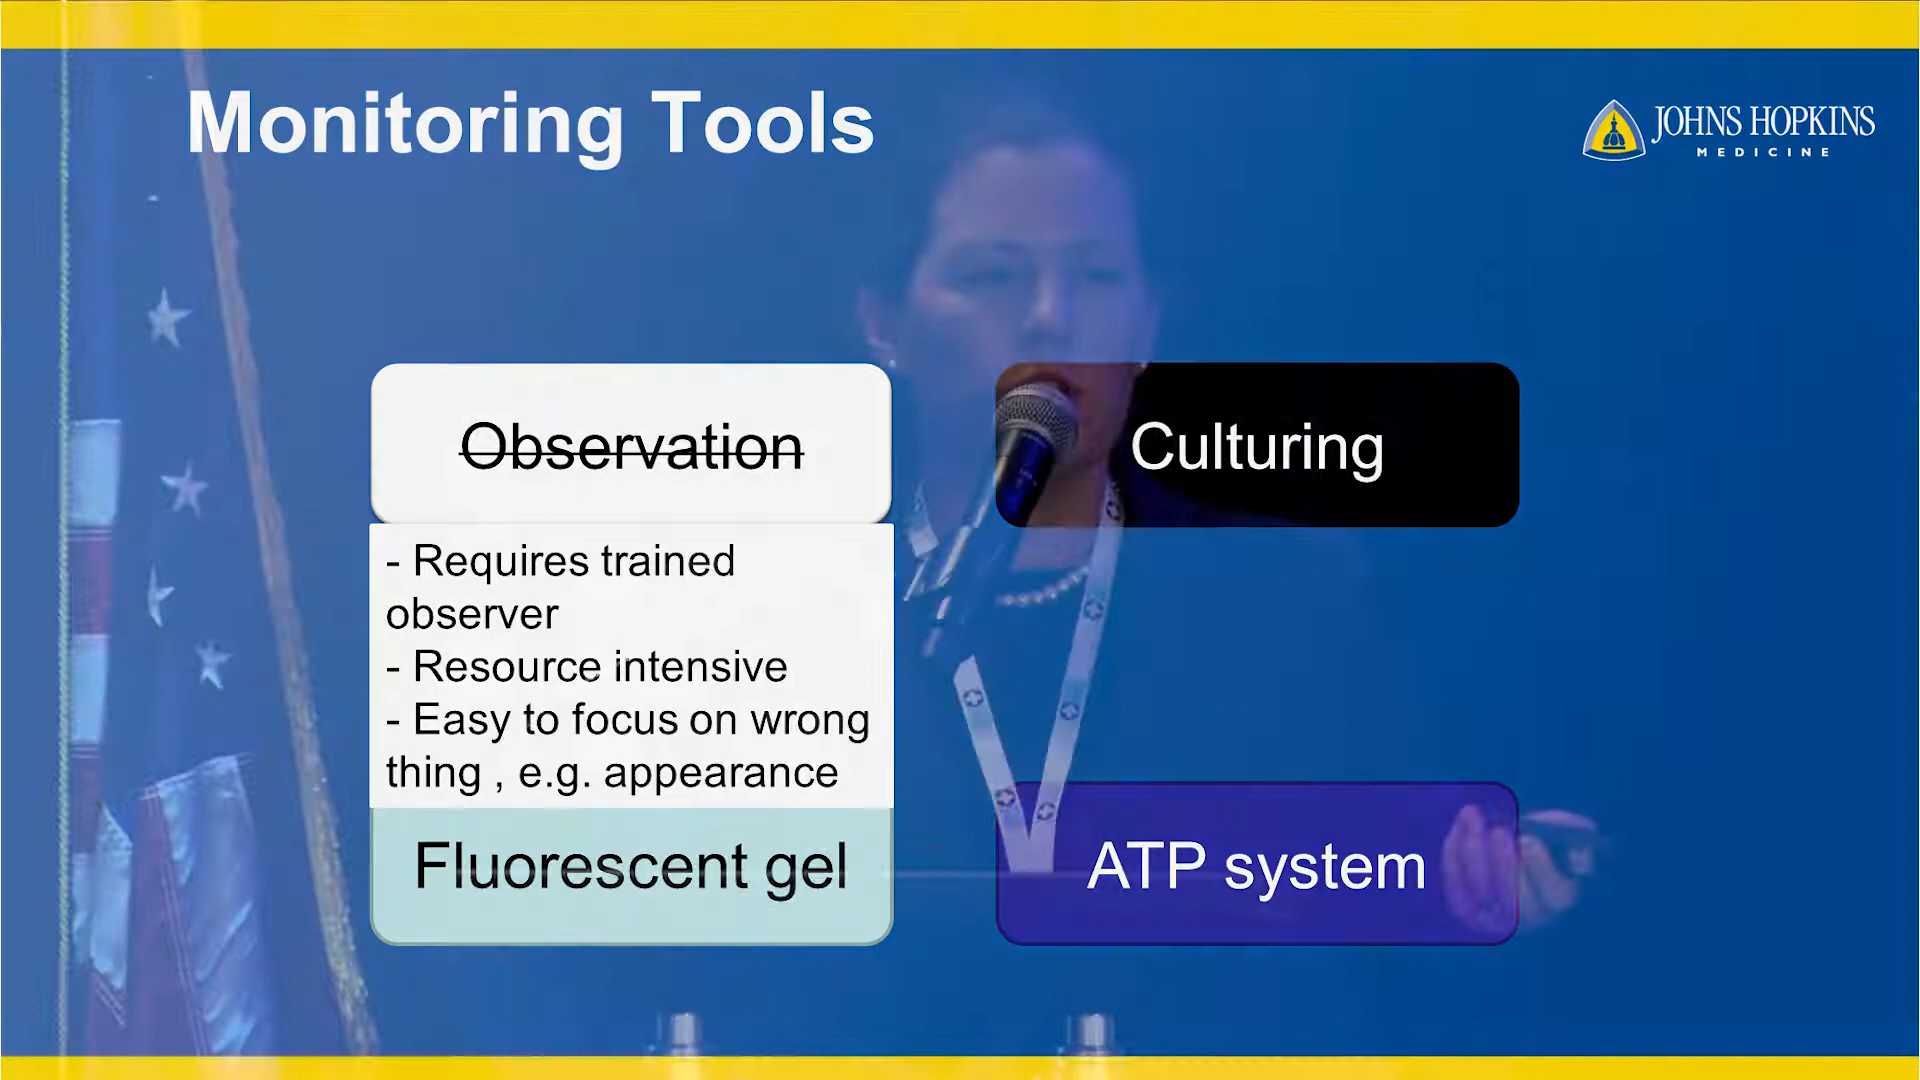 Monitoring Tools
JOHNS HOPKINS
MEDICINE
Observation
Culturing
- Requires trained
observer
- Resource intensive
- Easy to focus on wrong
thing , e.g. appearance
Fluorescent gel
ATP system